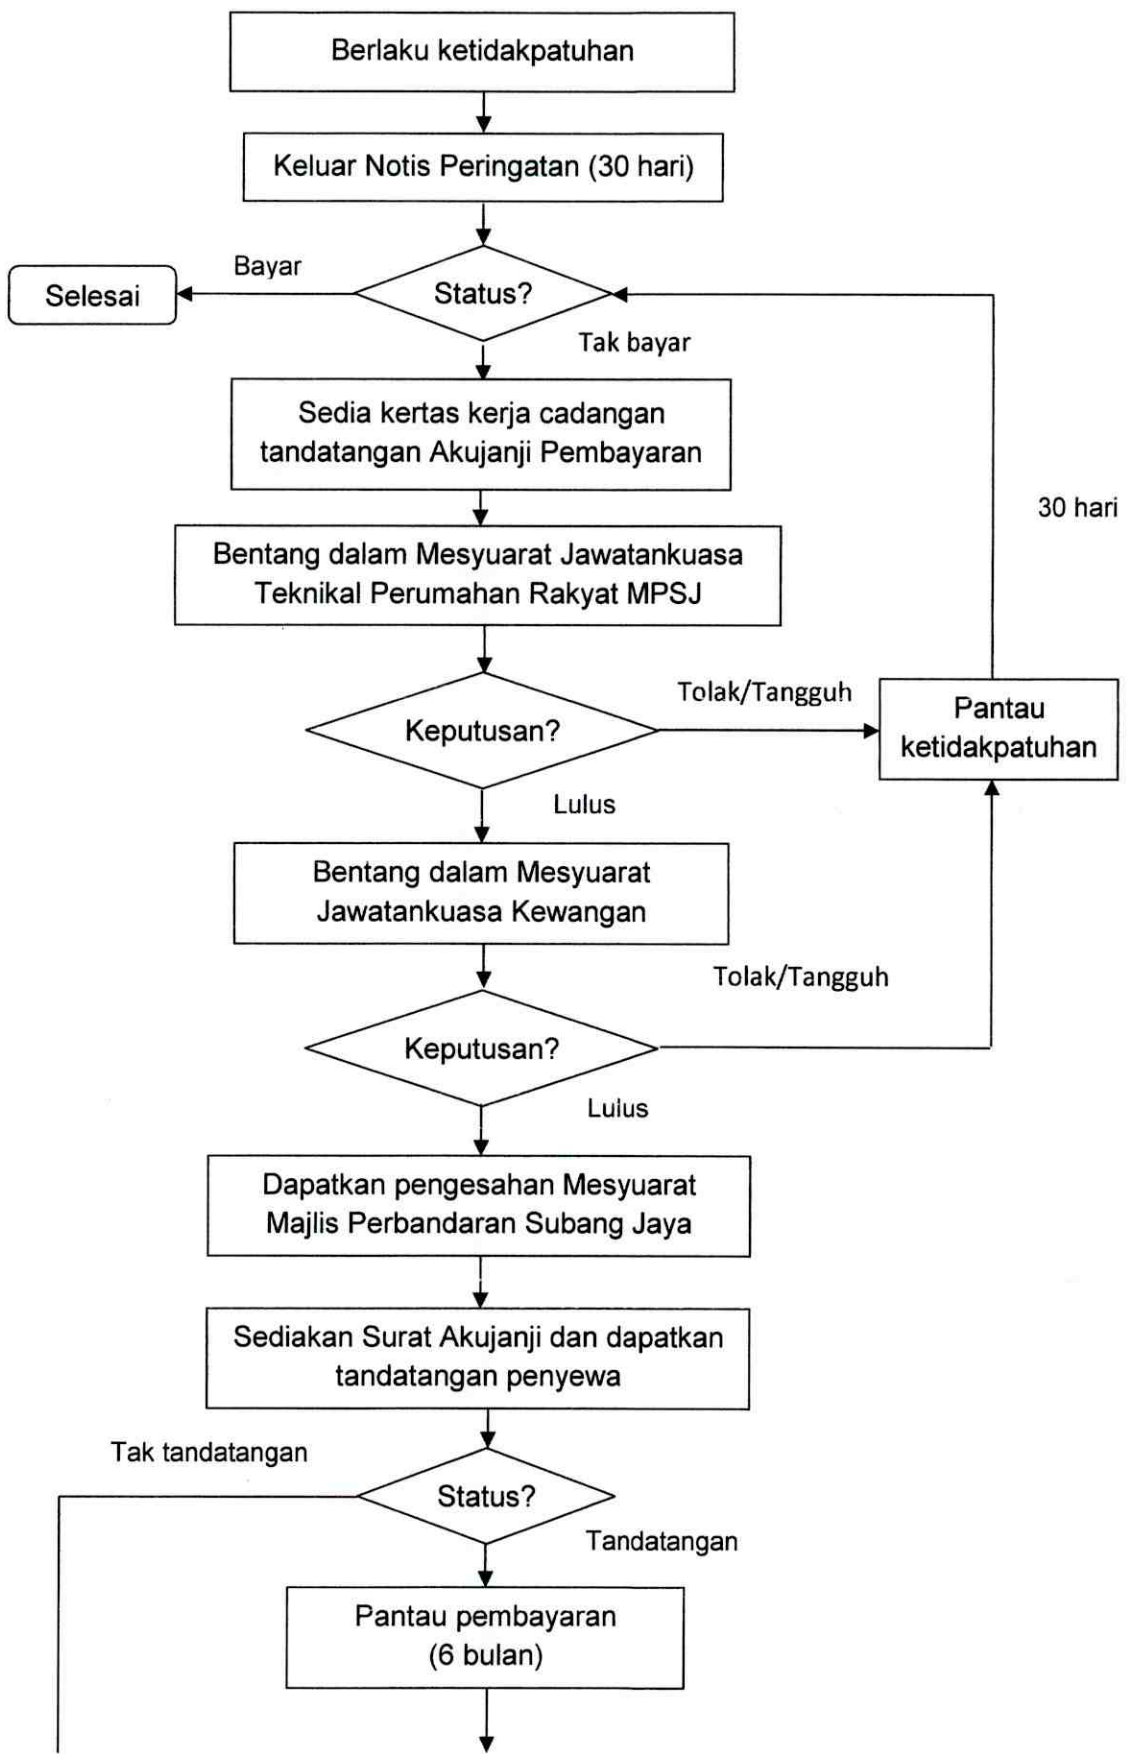 Berlaku ketidakpatuhan
Keluar Notis Peringatan (30 hari)
Bayar
Selesai
Status?
Tak bayar
Sedia kertas kerja cadangan
tandatangan Akujanji Pembayaran
30 hari
Bentang dalam Mesyuarat Jawatankuasa
Teknikal Perumahan Rakyat MPSJ
Tolak/Tangguh
Keputusan?
Pantau
ketidakpatuhan
Lulus
Bentang dalam Mesyuarat
Jawatankuasa Kewangan
Tolak/Tangguh
Keputusan?
Lulus
Dapatkan pengesahan Mesyuarat
Majlis Perbandaran Subang Jaya
Sediakan Surat Akujanji dan dapatkan
tandatangan penyewa
Tak tandatangan
Status?
Tandatangan
Pantau pembayaran
(6 bulan)